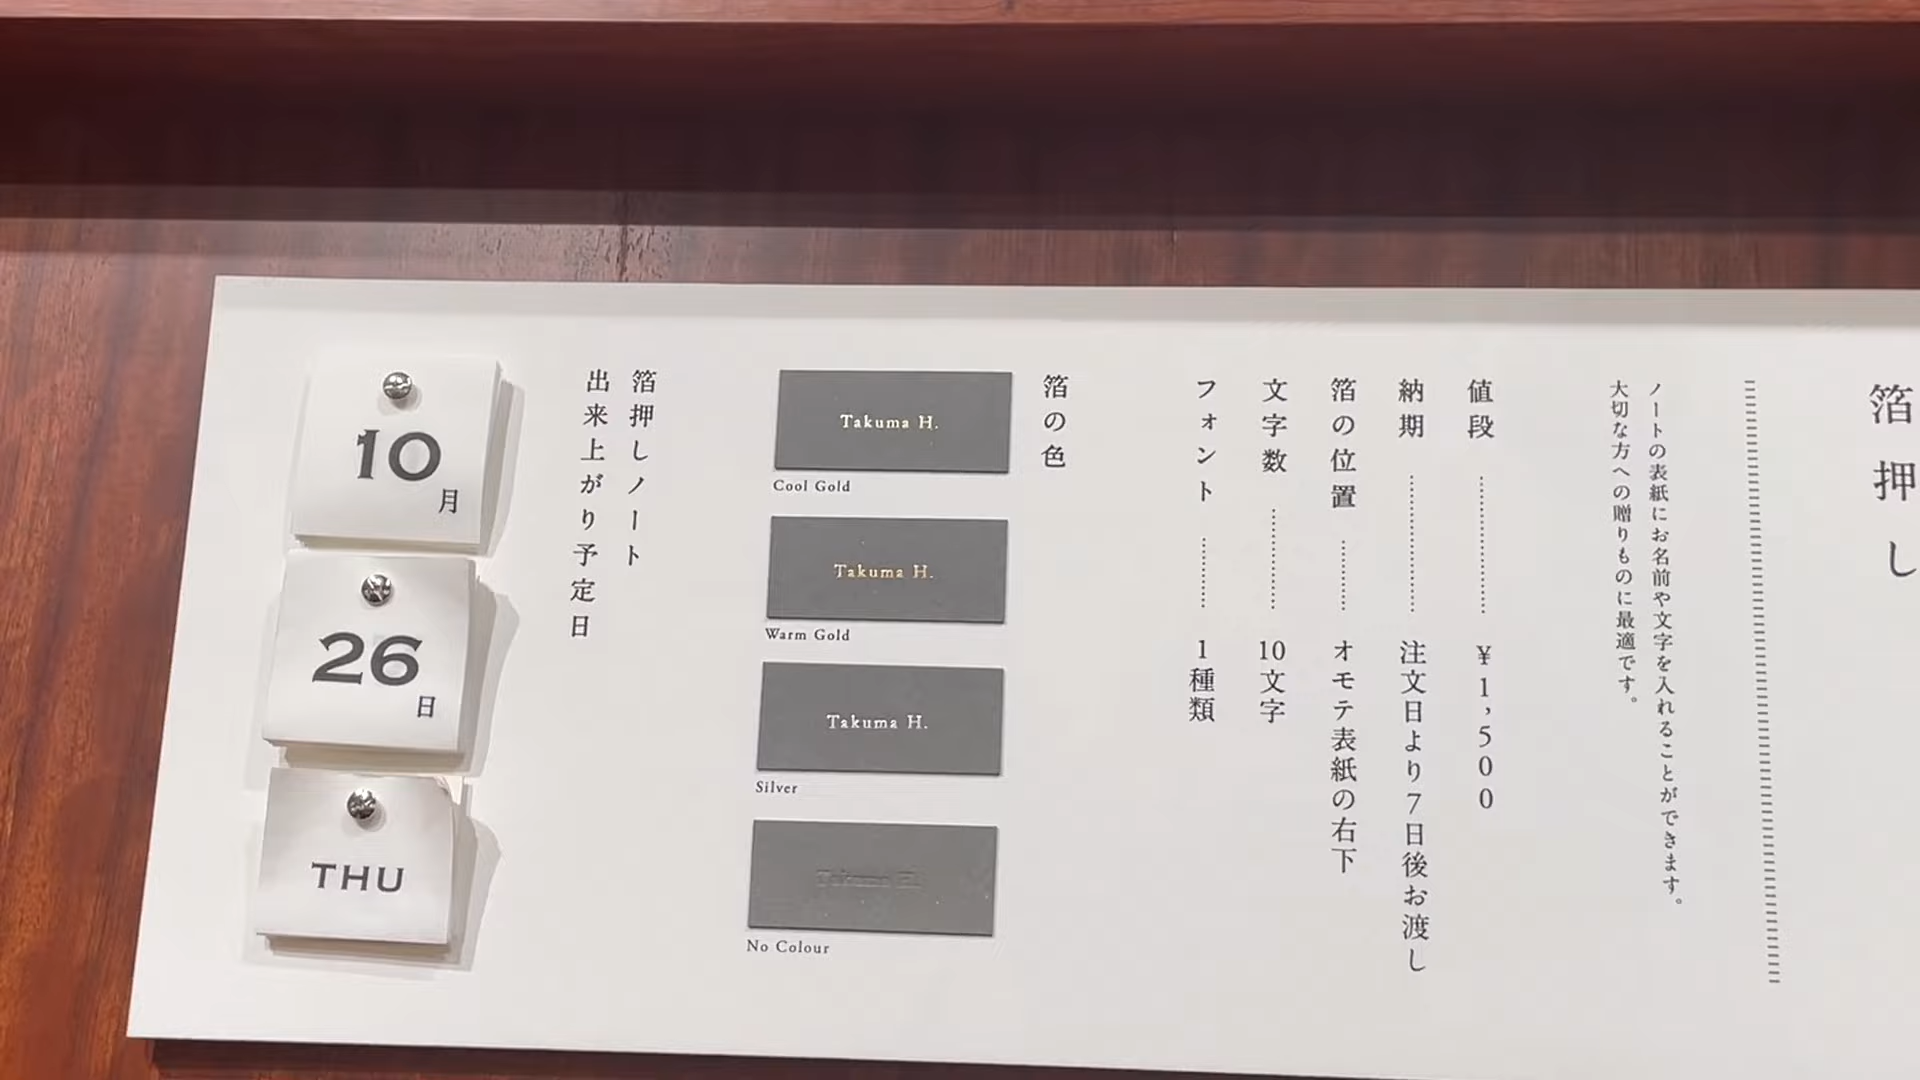 箔押し
ノートの表紙にお名前や文字を入れることができます。
大切な方への贈りものに最適です。
値段 ¥1,500
納期 注文日より7日後お渡し
箔の位置 オモテ表紙の右下
文字数 10文字
フォント 1種類
箔の色
Takuma H.
Cool Gold
Takuma H.
Warm Gold
Takuma H.
Silver
Takuma H.
No Colour
箔押しノート
出来上がり予定日
10月
26日
THU